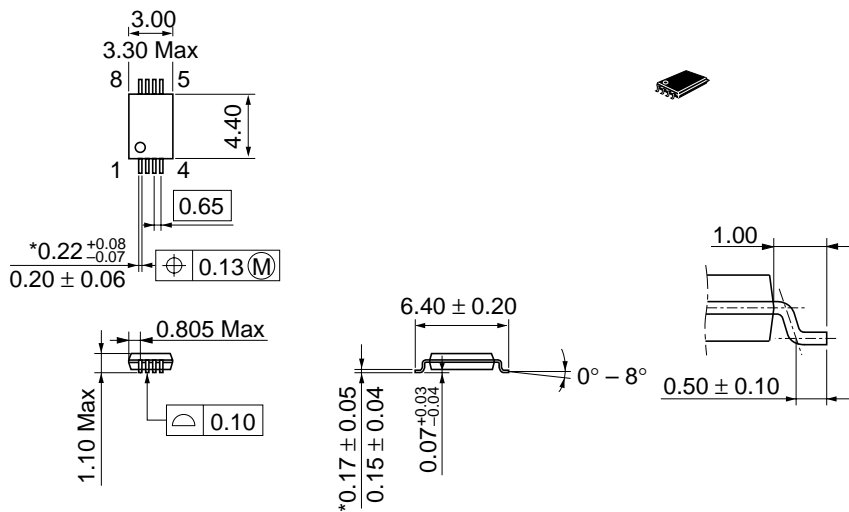 3.00
3.30 Max
8 5
4.40
1 4
0.65
*0.22 +0.08 −0.07
0.20 ± 0.06
0.13 Ⓜ
0.805 Max
1.10 Max
0.10
6.40 ± 0.20
0° – 8°
*0.17 ± 0.05
0.15 ± 0.04
0.07 +0.03 −0.04
1.00
0.50 ± 0.10